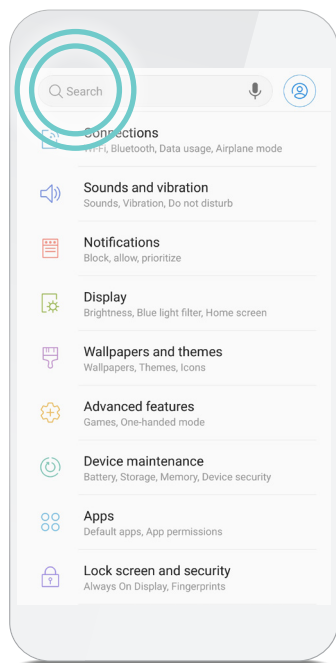 Search
Connections
Wi-Fi, Bluetooth, Data usage, Airplane mode
Sounds and vibration
Sounds, Vibration, Do not disturb
Notifications
Block, allow, prioritize
Display
Brightness, Blue light filter, Home screen
Wallpapers and themes
Wallpapers, Themes, Icons
Advanced features
Games, One-handed mode
Device maintenance
Battery, Storage, Memory, Device security
Apps
Default apps, App permissions
Lock screen and security
Always On Display, Fingerprints